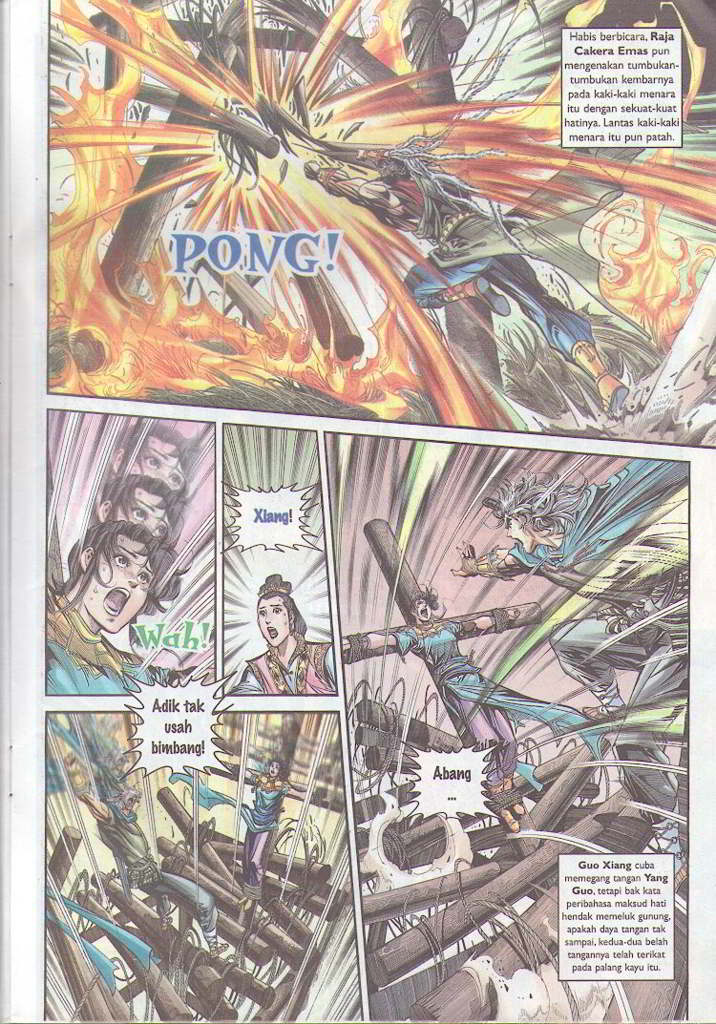 Habis berbicara, Raja
Cakera Emas pun
mengenakan tumbukan-
tumbukan kembarnya
pada kaki-kaki menara
itu dengan sekuat-kuat
hatinya. Lantas kaki-kaki
menara itu pun patah.
PONG!
Wah!
Xiang!
Adik tak
usah
bimbang!
Abang
...
Guo Xiang cuba
memegang tangan Yang
Guo, tetapi bak kata
peribahasa maksud hati
hendak memeluk gunung,
apakah daya tangan tak
sampai, kedua-dua belah
tangannya telah terikat
pada palang kayu itu.